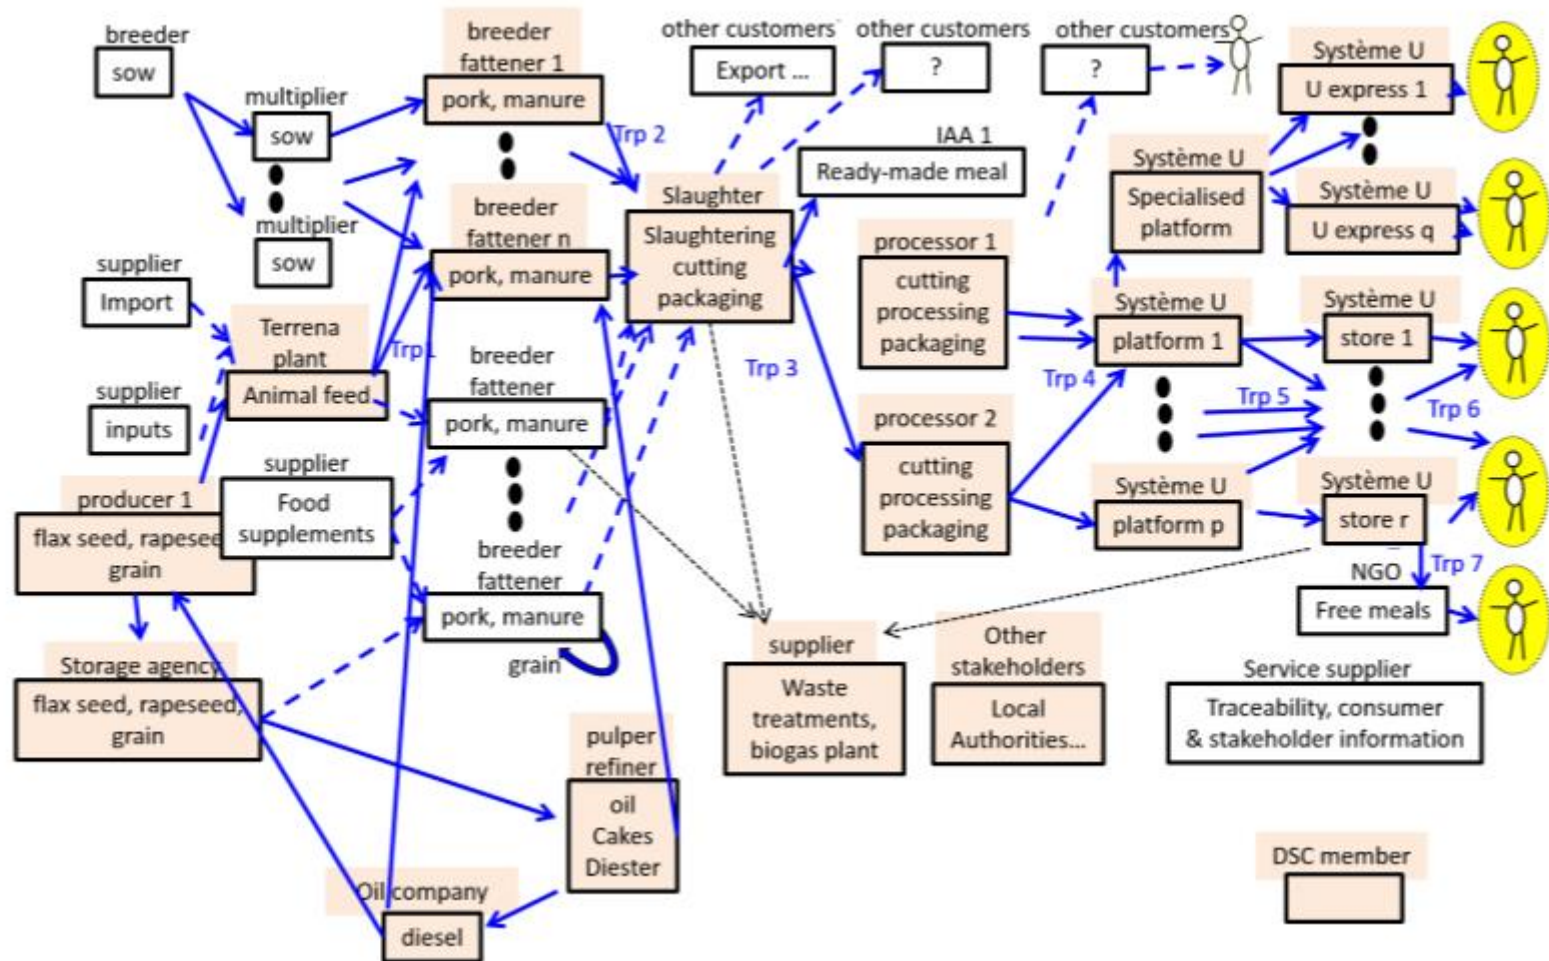 breeder
sow
multiplier
sow
multiplier
sow
supplier
Import
supplier
inputs
Terrena
plant
Animal feed
supplier
Food
supplements
producer 1
flax seed, rapesee
grain
Storage agency
flax seed, rapeseed,
grain
Oil company
diesel
pulper
refiner
oil
Cakes
Diester
breeder
fattener 1
pork, manure
breeder
fattener n
pork, manure
Trp1
breeder
fattener
pork, manure
breeder
fattener
pork, manure
grain
Trp 2
Slaughter
Slaughtering
cutting
packaging
other customers
Export ...
other customers
?
other customers
?
IAA 1
Ready-made meal
Trp 3
processor 1
cutting
processing
packaging
processor 2
cutting
processing
packaging
Trp 4
Système U
Specialised
platform
Système U
platform 1
Système U
platform p
Trp 5
Système U
U express 1
Système U
U express q
Système U
store 1
Système U
store r
Trp 6
Trp 7
NGO
Free meals
supplier
Waste
treatments,
biogas plant
Other
stakeholders
Local
Authorities...
Service supplier
Traceability, consumer
& stakeholder information
DSC member